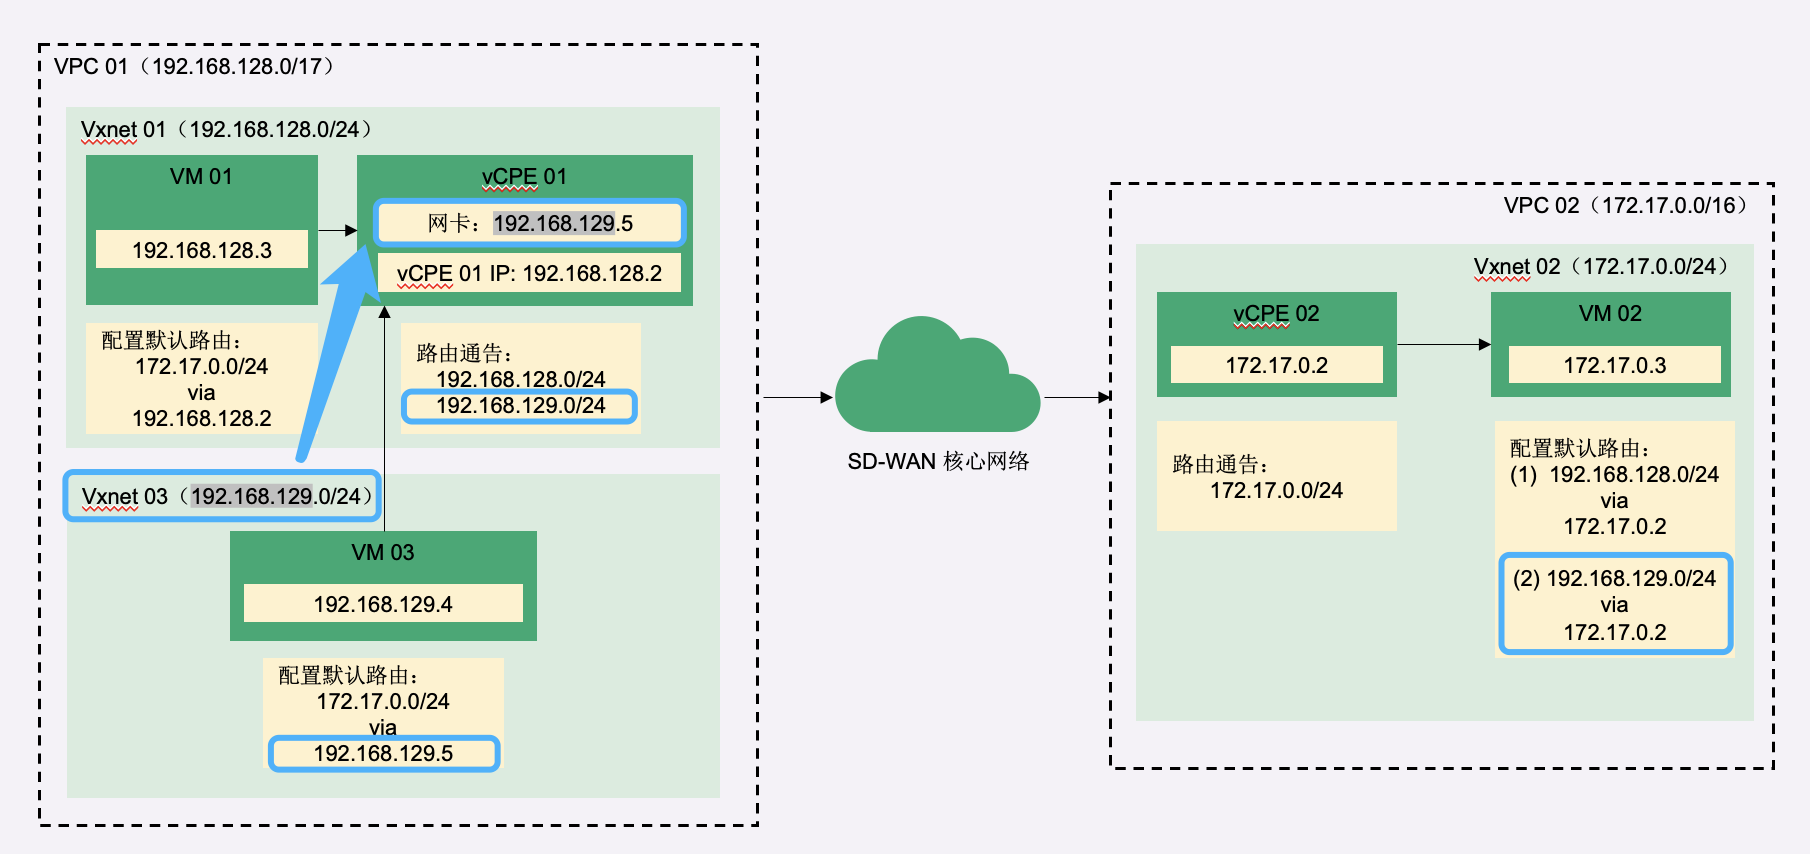 VPC 01（192.168.128.0/17）
Vxnet 01（192.168.128.0/24）
VM 01
192.168.128.3
vCPE 01
网卡：192.168.129.5
vCPE 01 IP: 192.168.128.2
配置默认路由：
172.17.0.0/24
via
192.168.128.2
路由通告：
192.168.128.0/24
192.168.129.0/24
Vxnet 03（192.168.129.0/24）
VM 03
192.168.129.4
配置默认路由：
172.17.0.0/24
via
192.168.129.5
SD-WAN 核心网络
VPC 02（172.17.0.0/16）
Vxnet 02（172.17.0.0/24）
vCPE 02
172.17.0.2
VM 02
172.17.0.3
路由通告：
172.17.0.0/24
配置默认路由：
(1) 192.168.128.0/24
via
172.17.0.2
(2) 192.168.129.0/24
via
172.17.0.2